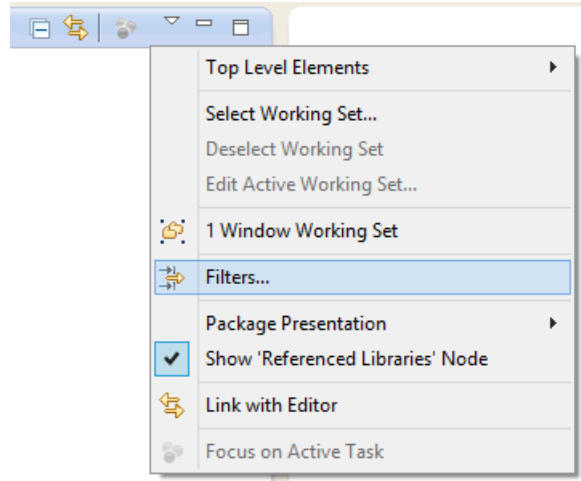 Top Level Elements
Select Working Set...
Deselect Working Set
Edit Active Working Set...
1 Window Working Set
Filters...
Package Presentation
Show 'Referenced Libraries' Node
Link with Editor
Focus on Active Task